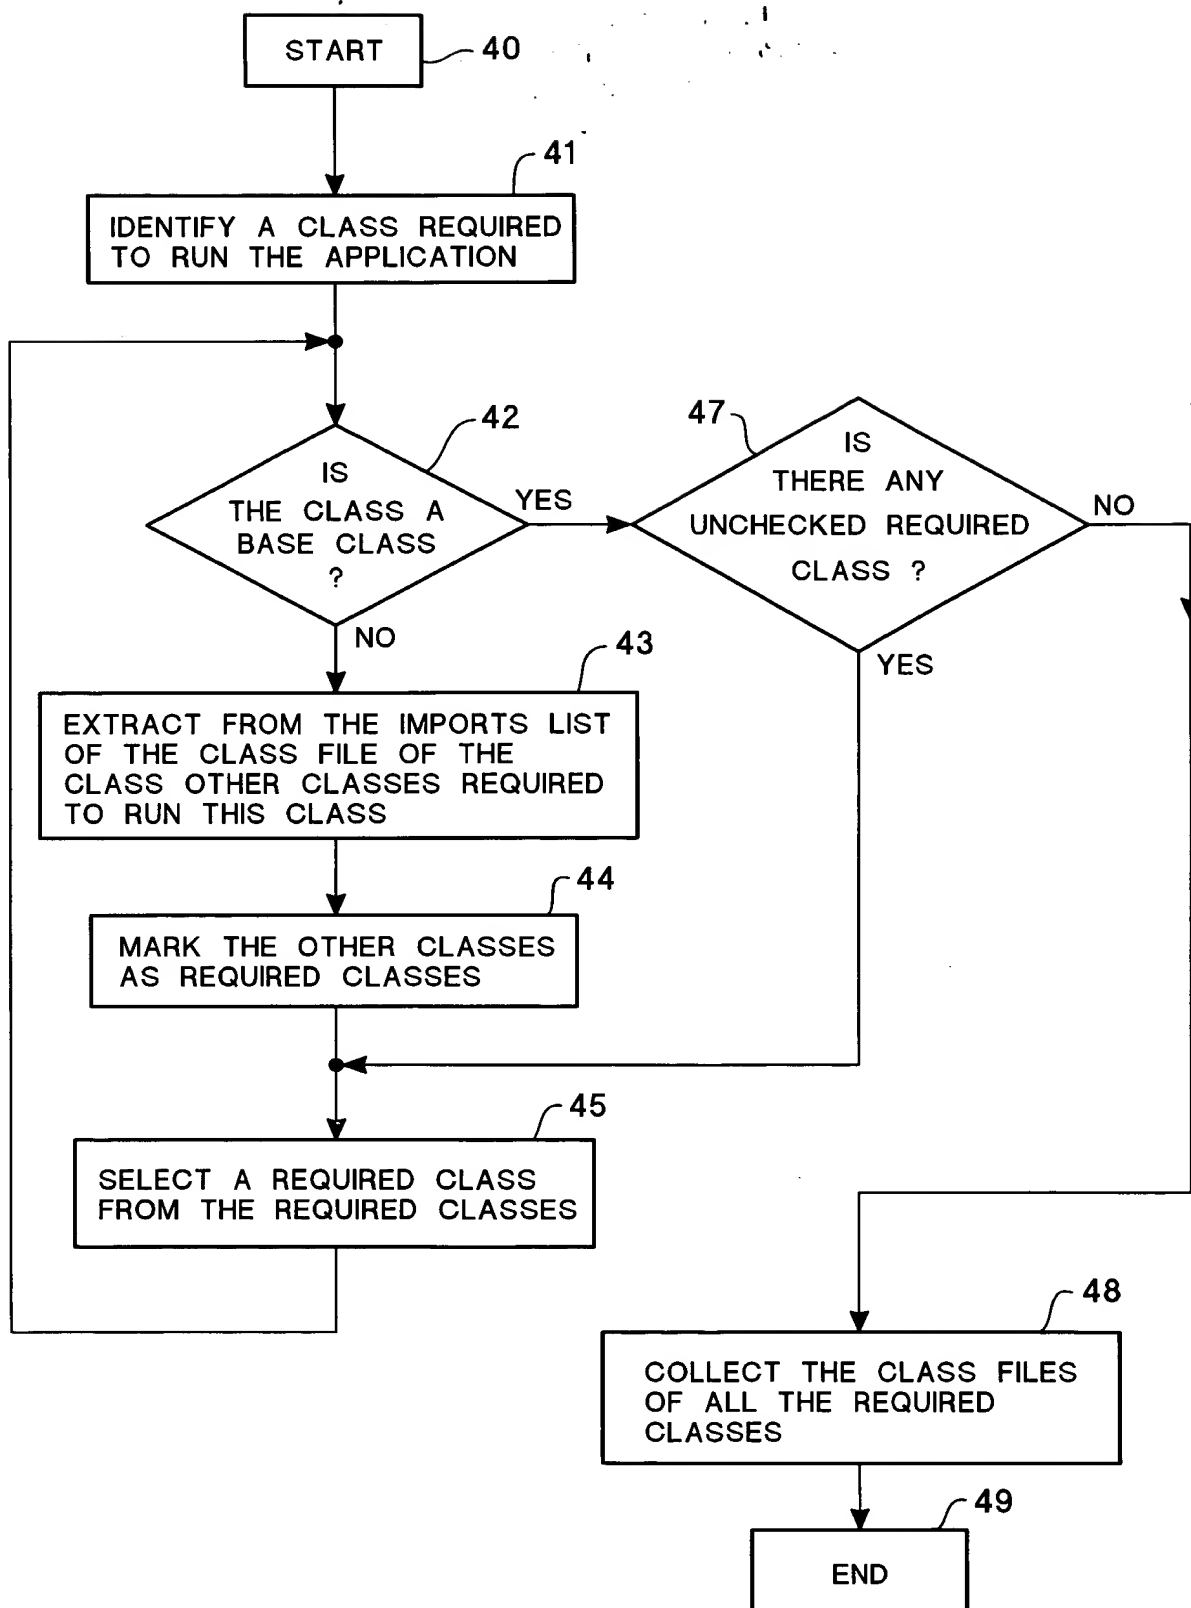 START
40
41
IDENTIFY A CLASS REQUIRED
TO RUN THE APPLICATION
42
IS
THE CLASS A
BASE CLASS
?
YES
NO
47
IS
THERE ANY
UNCHECKED REQUIRED
CLASS ?
NO
YES
43
EXTRACT FROM THE IMPORTS LIST
OF THE CLASS FILE OF THE
CLASS OTHER CLASSES REQUIRED
TO RUN THIS CLASS
44
MARK THE OTHER CLASSES
AS REQUIRED CLASSES
45
SELECT A REQUIRED CLASS
FROM THE REQUIRED CLASSES
48
COLLECT THE CLASS FILES
OF ALL THE REQUIRED
CLASSES
49
END